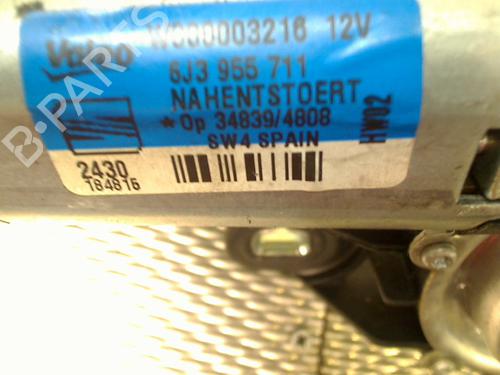 Valeo W000003216 12V
6J3 955 711
NAHENTSTOERT
* Op 34839/4808
SW4 SPAIN
HW02
2430
184816
B-PARTS